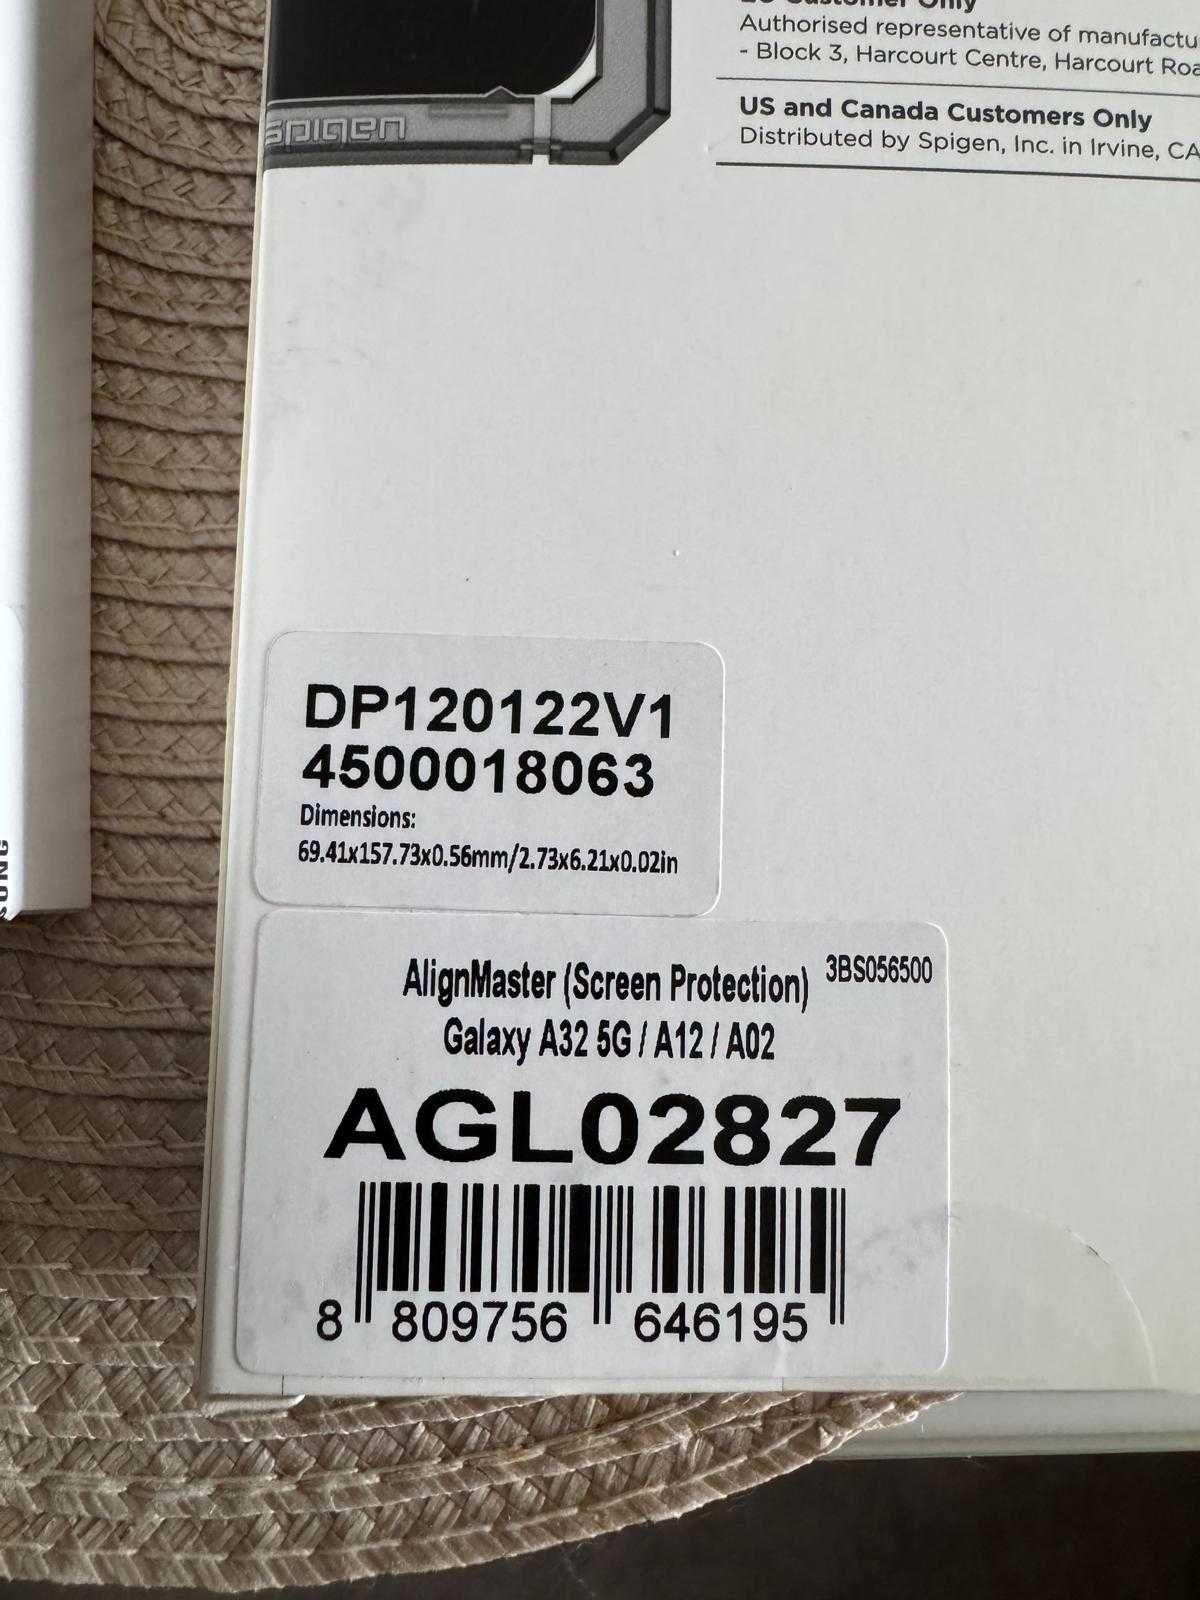 Customer Only
Authorised representative of manufactu
- Block 3, Harcourt Centre, Harcourt Roa
US and Canada Customers Only
Distributed by Spigen, Inc. in Irvine, CA
spigen
DP120122V1
4500018063
Dimensions:
69.41x157.73x0.56mm/2.73x6.21x0.02in
AlignMaster (Screen Protection) 3BS056500
Galaxy A32 5G / A12 / A02
AGL02827
8 809756 646195